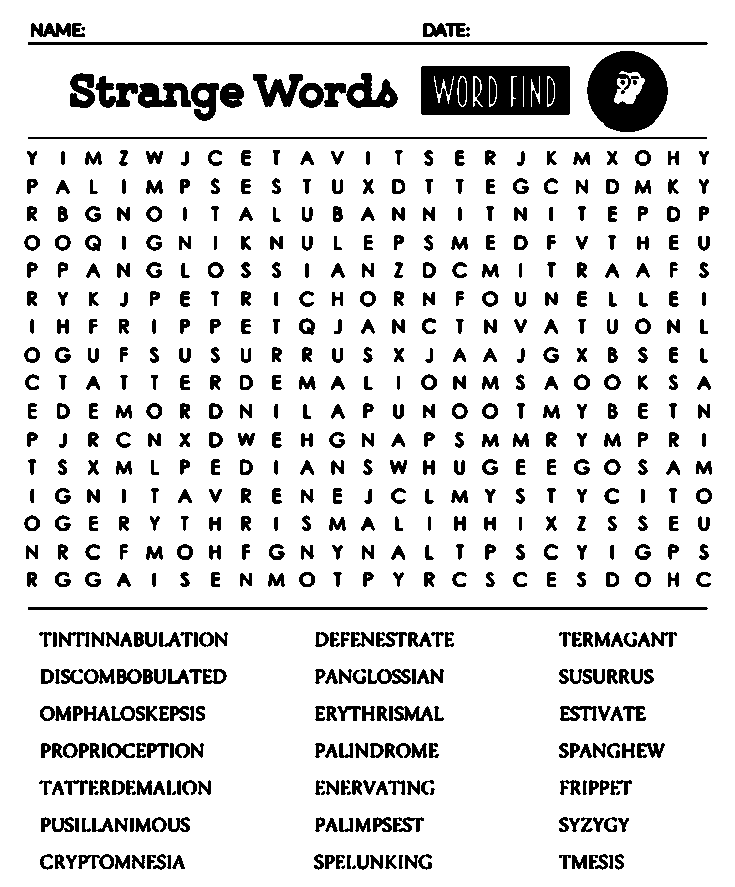 NAME: DATE:
Strange Words WORD FIND
Y I M Z W J C E T A V I T S E R J K M X O H Y
P A L I M P S E S T U X D T T E G C N D M K Y
R B G N O I T A L U B A N N I T N I T E P D P
O O Q I G N I K N U L E P S M E D F V T H E U
P P A N G L O S S I A N Z D C M I T R A A F S
R Y K J P E T R I C H O R N F O U N E L L E I
I H F R I P P E T Q J A N C T N V A T U O N L
O G U F S U S U R R U S X J A A J G X B S E L
C T A T T E R D E M A L I O N M S A O O K S A
E D E M O R D N I L A P U N O O T M Y B E T N
P J R C N X D W E H G N A P S M M R Y M P R I
T S X M L P E D I A N S W H U G E E G O S A M
I G N I T A V R E N E J C L M Y S T Y C I T O
O G E R Y T H R I S M A L I H H I X Z S S E U
N R C F M O H F G N Y N A L T P S C Y I G P S
R G G A I S E N M O T P Y R C S C E S D O H C
TINTINNABULATION DEFENESTRATE TERMAGANT
DISCOMBOBULATED PANGLOSSIAN SUSURRUS
OMPHALOSKEPSIS ERYTHRISMAL ESTIVATE
PROPRIOCEPTION PALINDROME SPANGHEW
TATTERDEMALION ENERVATING FRIPPET
PUSILLANIMOUS PALIMPSEST SYZYGY
CRYPTOMNESIA SPELUNKING TMESIS